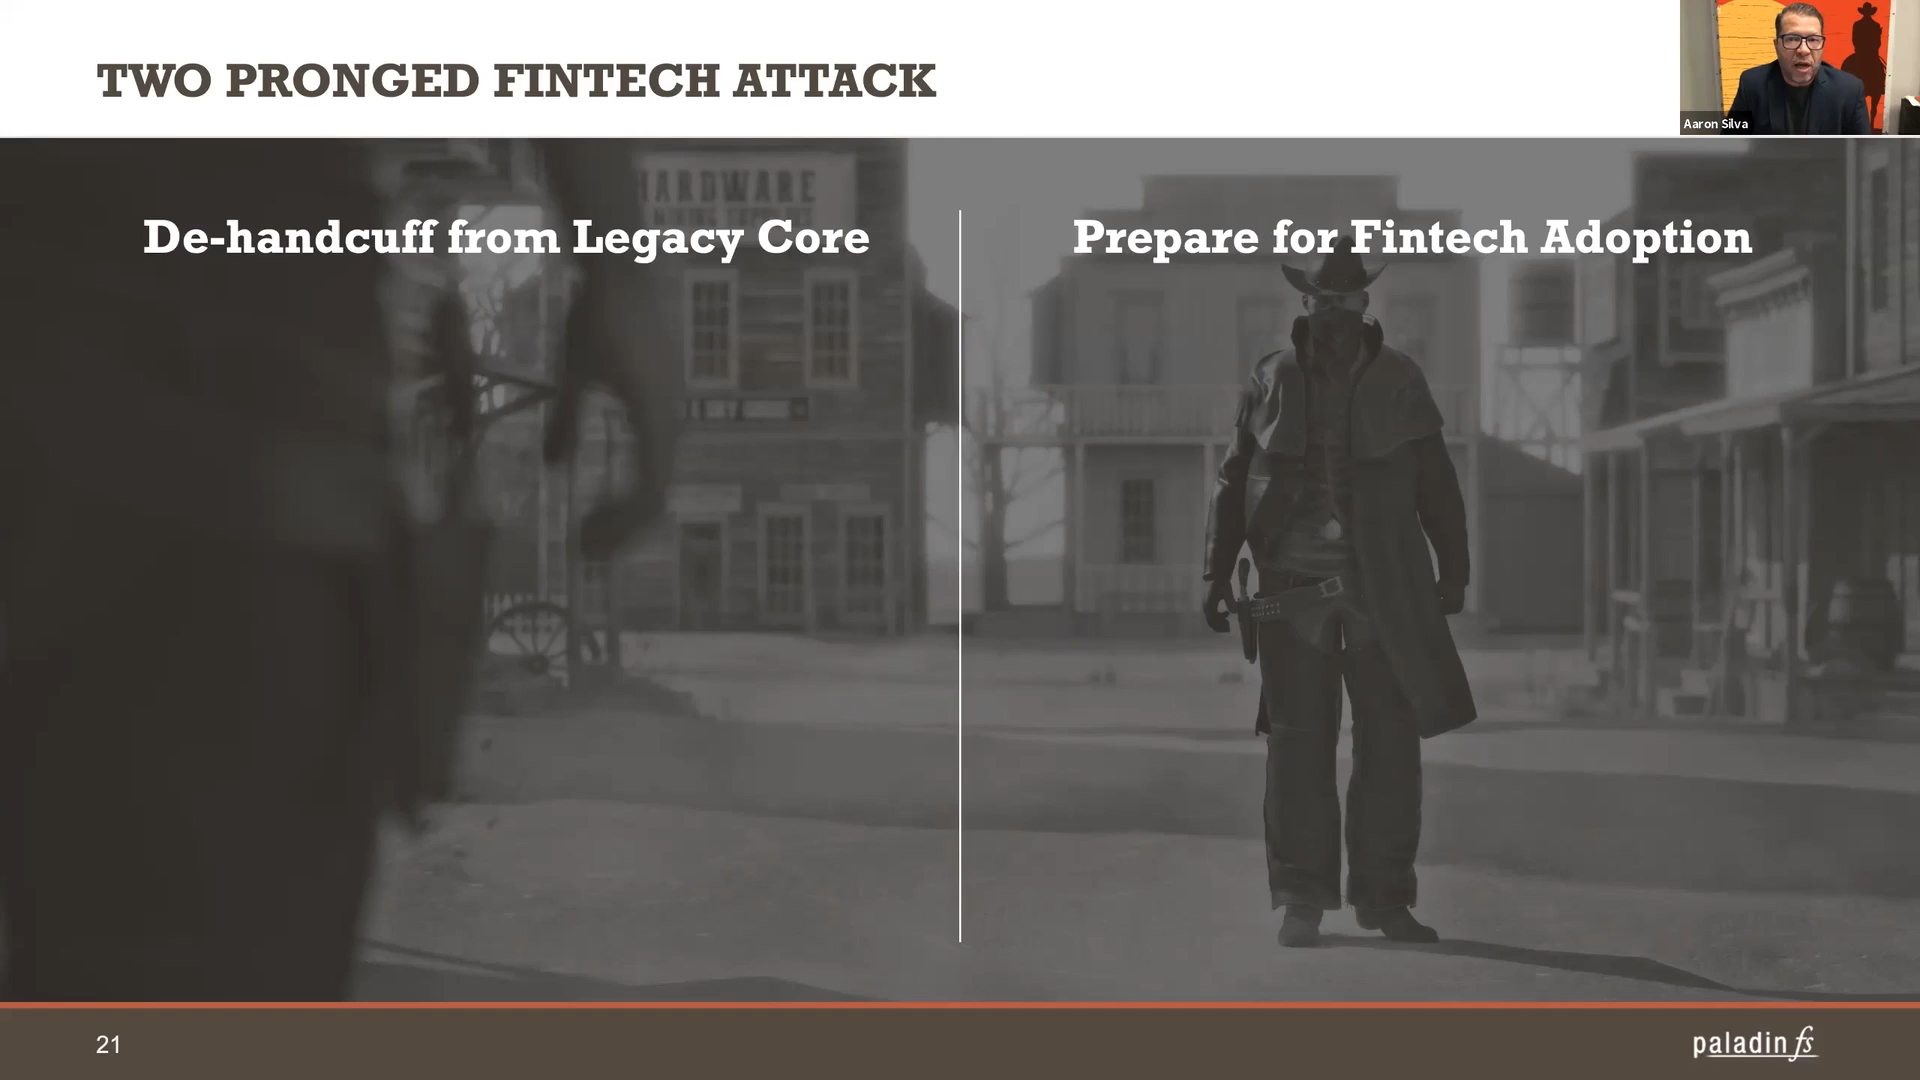 TWO PRONGED FINTECH ATTACK
Aaron Silva
HARDWARE
De-handcuff from Legacy Core
Prepare for Fintech Adoption
21
paladin fs